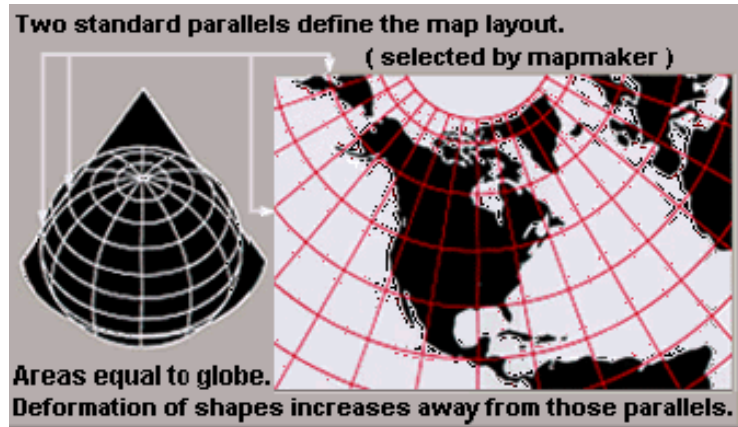 Two standard parallels define the map layout.
( selected by mapmaker )
Areas equal to globe.
Deformation of shapes increases away from those parallels.